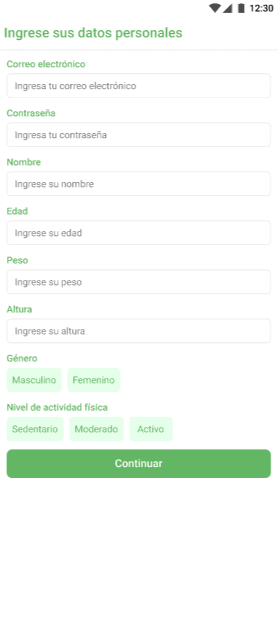 12:30
Ingrese sus datos personales
Correo electrónico
Ingresa tu correo electrónico
Contraseña
Ingresa tu contraseña
Nombre
Ingrese su nombre
Edad
Ingrese su edad
Peso
Ingrese su peso
Altura
Ingrese su altura
Género
Masculino Femenino
Nivel de actividad física
Sedentario Moderado Activo
Continuar